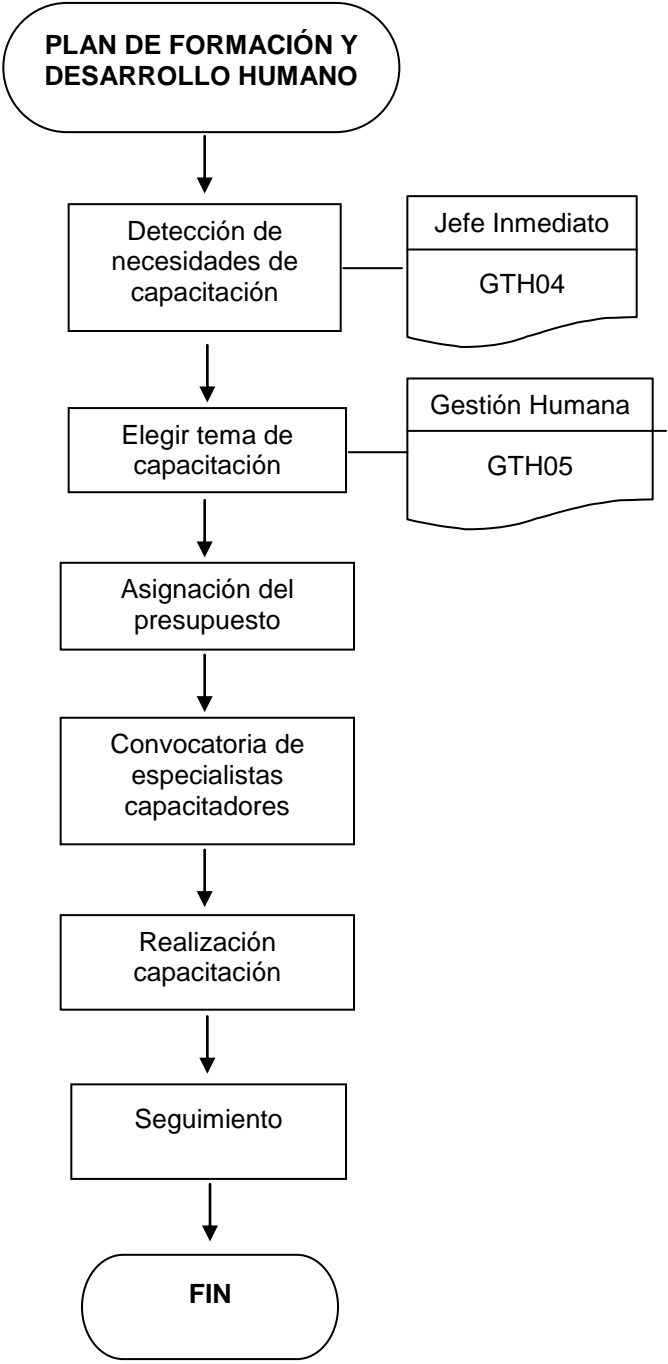 PLAN DE FORMACIÓN Y
DESARROLLO HUMANO
Detección de
necesidades de
capacitación
Jefe Inmediato
GTH04
Elegir tema de
capacitación
Gestión Humana
GTH05
Asignación del
presupuesto
Convocatoria de
especialistas
capacitadores
Realización
capacitación
Seguimiento
FIN